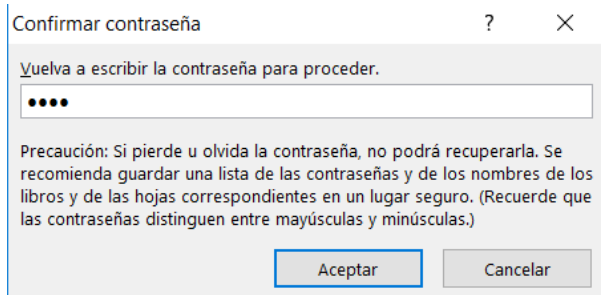 Confirmar contraseña ?
Vuelva a escribir la contraseña para proceder.
••••
Precaución: Si pierde u olvida la contraseña, no podrá recuperarla. Se
recomienda guardar una lista de las contraseñas y de los nombres de los
libros y de las hojas correspondientes en un lugar seguro. (Recuerde que
las contraseñas distinguen entre mayúsculas y minúsculas.)
Aceptar Cancelar